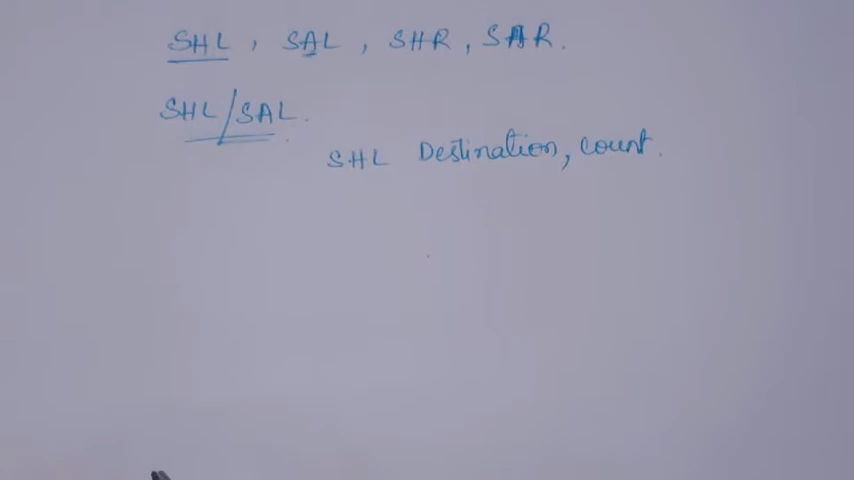 SHL, SAL, SHR, SAR.
SHL/SAL.
SHL Destination, count.